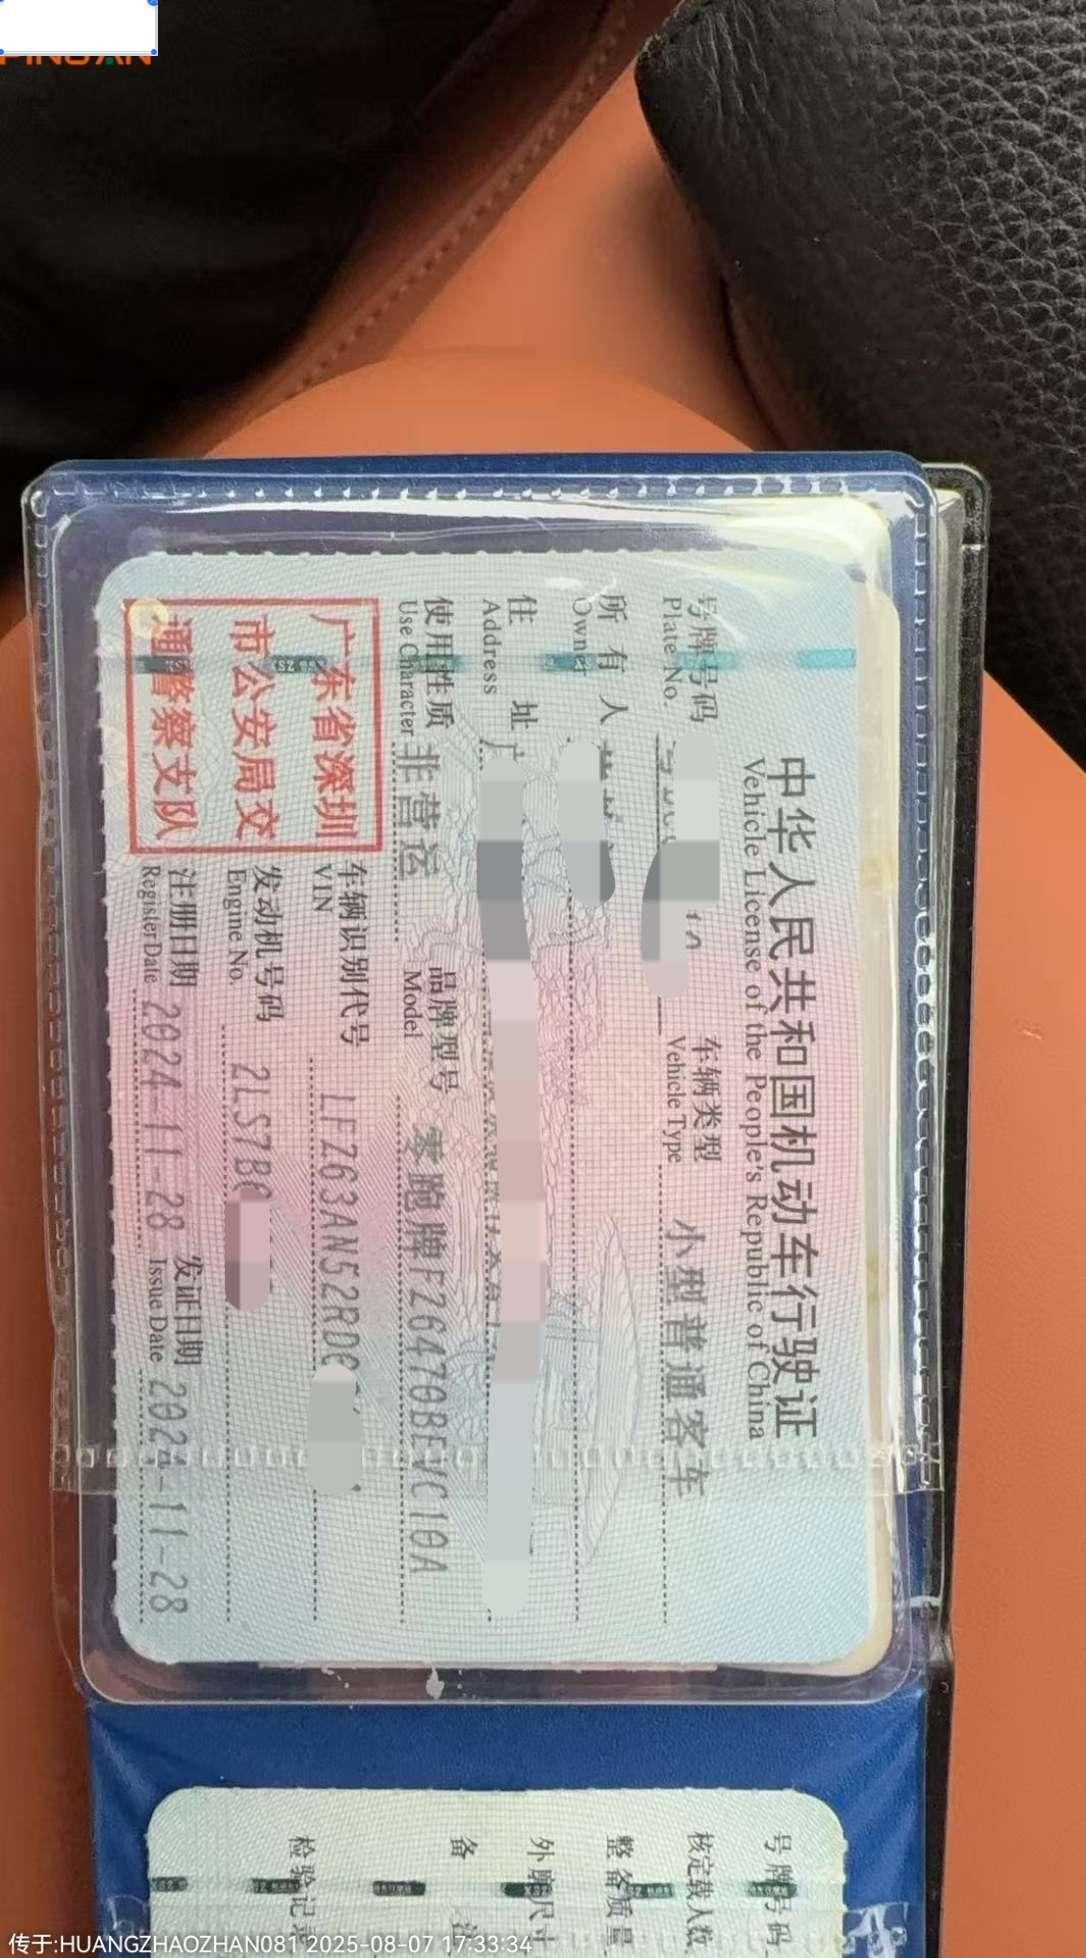 中华人民共和国机动车行驶证
Vehicle License of the People's Republic of China
号牌号码
Plate No.
车辆类型 小型普通客车
Vehicle Type
所有人
Owner
住址 广
Address
使用性质 非营运
Use Character
品牌型号 零跑牌FZ6470BEVC10A
Model
广东省深圳
市公安局交
通警察支队
车辆识别代号 LFZ63AN52RD
VIN
发动机号码 2LS7B
Engine No.
注册日期 2024-11-28
Register Date
发证日期 2024-11-28
Issue Date
号牌号码
核定载人数
整备质量
外廓尺寸
备注
检验记录
传于:HUANGZHAOZHAN081 2025-08-07 17:33:34